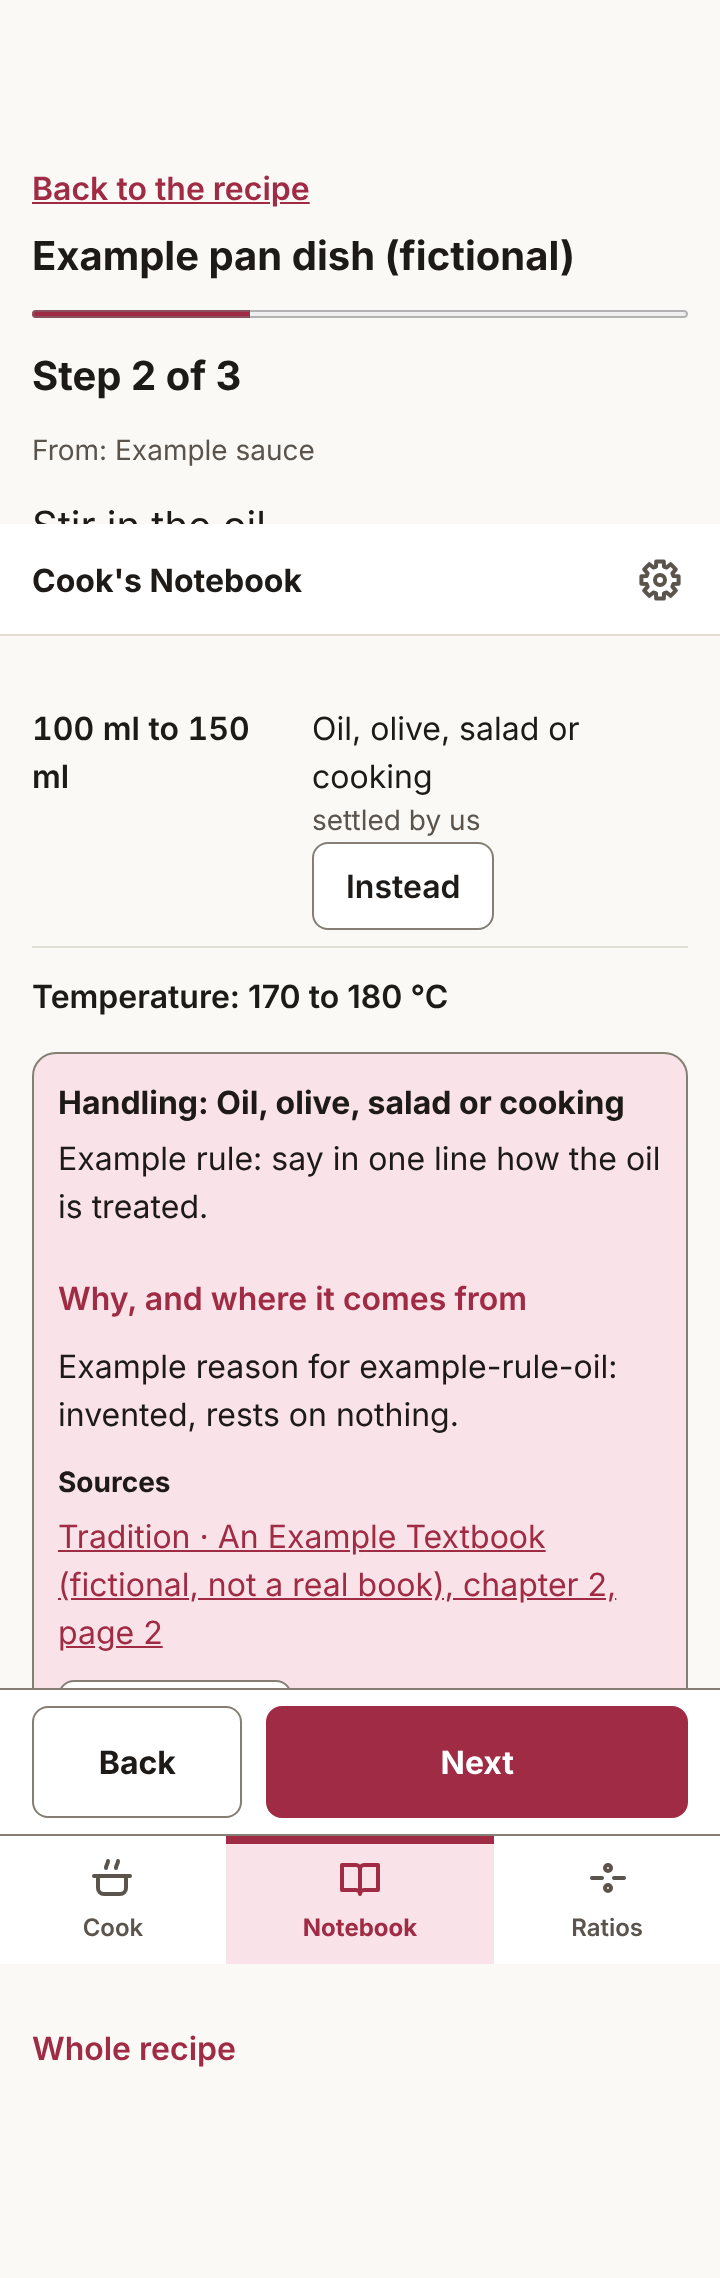 Back to the recipe
Example pan dish (fictional)
Step 2 of 3
From: Example sauce
Stir in the oil
Cook's Notebook
100 ml to 150
ml
Oil, olive, salad or
cooking
settled by us
Instead
Temperature: 170 to 180 °C
Handling: Oil, olive, salad or cooking
Example rule: say in one line how the oil
is treated.
Why, and where it comes from
Example reason for example-rule-oil:
invented, rests on nothing.
Sources
Tradition · An Example Textbook
(fictional, not a real book), chapter 2,
page 2
Back
Next
Cook
Notebook
Ratios
Whole recipe